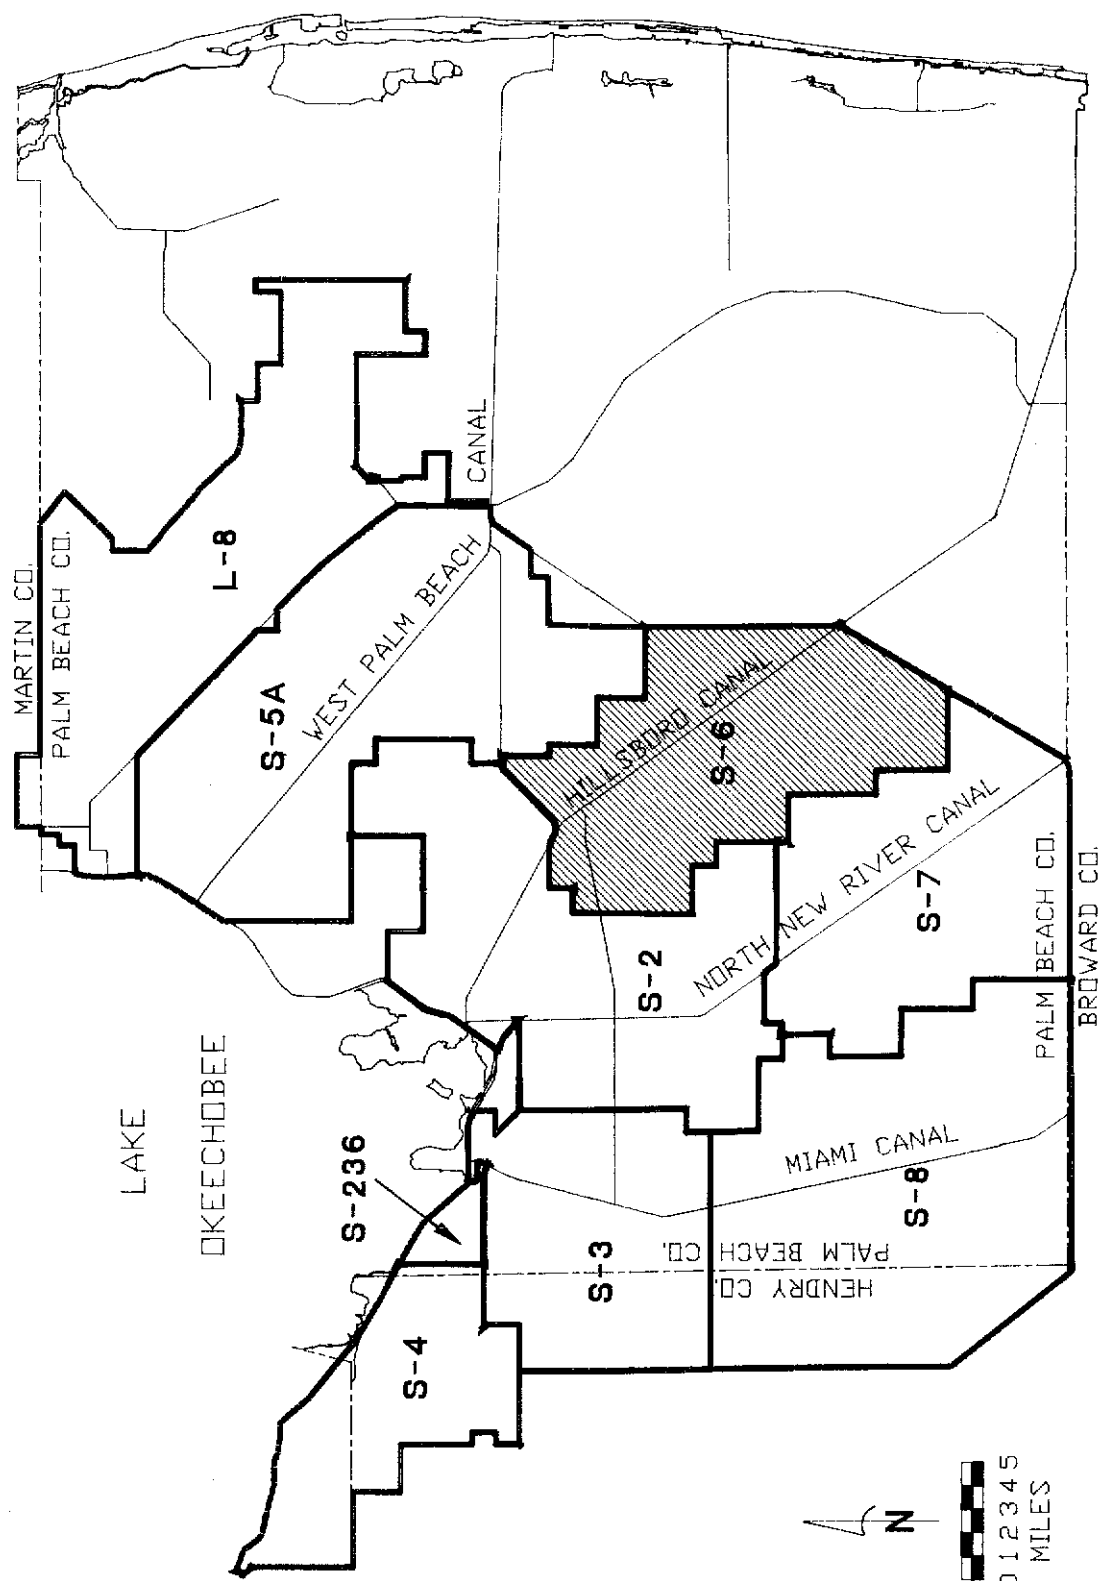 MARTIN CO.
PALM BEACH CO.
L-8
CANAL
WEST PALM BEACH
S-5A
HILLSBORO CANAL
S-6
NORTH NEW RIVER CANAL
S-7
S-2
PALM BEACH CO.
BROWARD CO.
LAKE
OKEECHOBEE
S-236
MIAMI CANAL
S-8
PALM BEACH CO.
HENDRY CO.
S-3
S-4
N
0 1 2 3 4 5
MILES